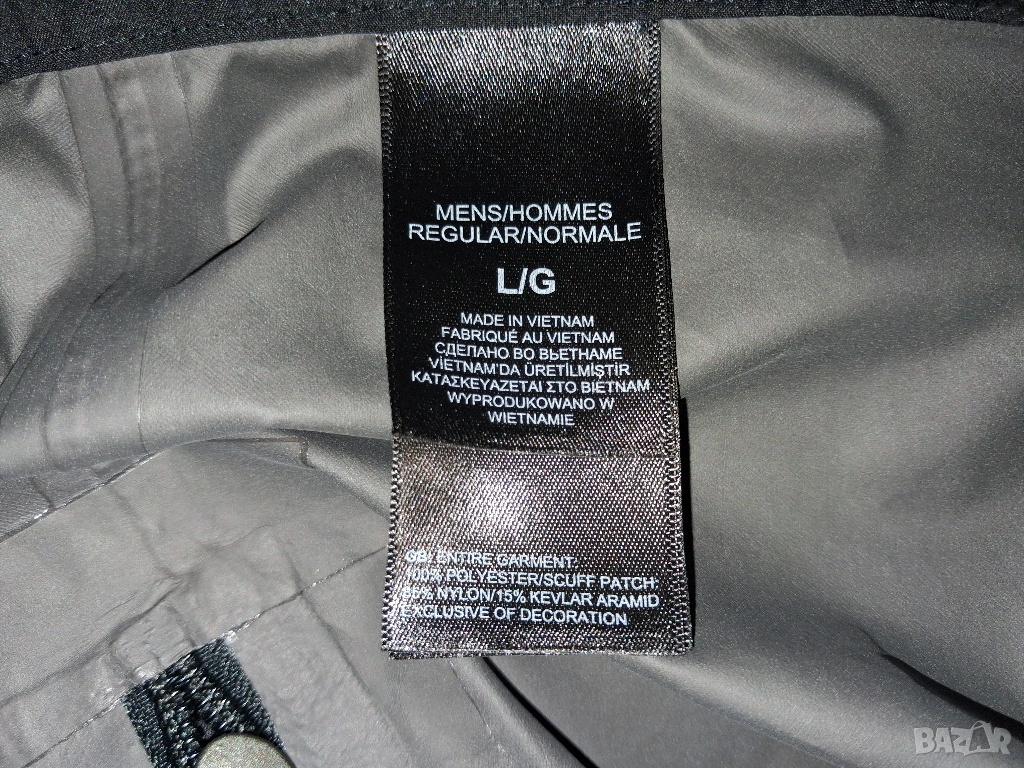 MENS/HOMMES
REGULAR/NORMALE
L/G
MADE IN VIETNAM
FABRIQUÉ AU VIETNAM
СДЕЛАНО ВО ВЬЕТНАМЕ
VİETNAM'DA ÜRETİLMİŞTİR
ΚΑΤΑΣΚΕΥΑΖΕΤΑΙ ΣΤΟ ΒΙΕΤΝΑΜ
WYPRODUKOWANO W
WIETNAMIE
GB: ENTIRE GARMENT:
100% POLYESTER/SCUFF PATCH:
85% NYLON/15% KEVLAR ARAMID
EXCLUSIVE OF DECORATION
BAZAR